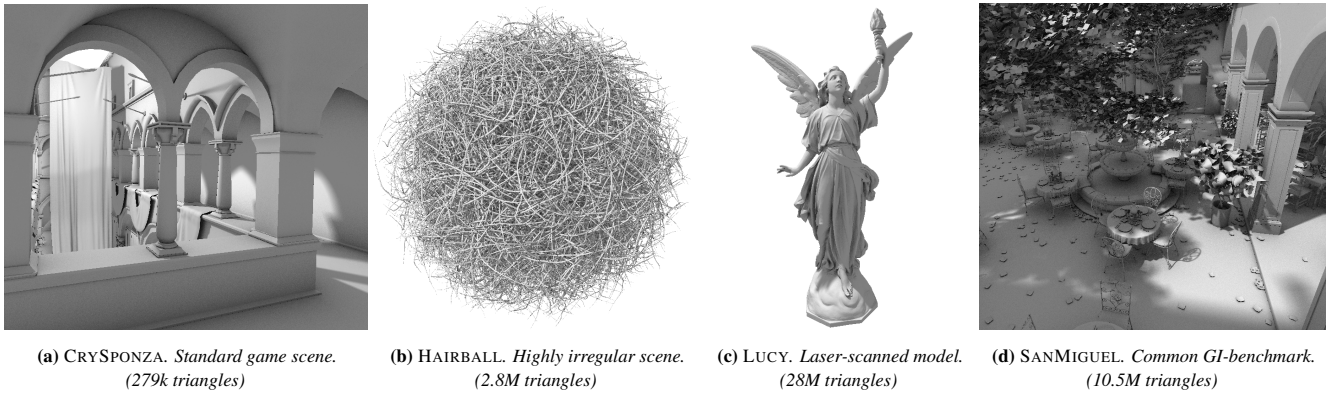 (a) CRYSPONZA. Standard game scene.
(279k triangles)
(b) HAIRBALL. Highly irregular scene.
(2.8M triangles)
(c) LUCY. Laser-scanned model.
(28M triangles)
(d) SANMIGUEL. Common GI-benchmark.
(10.5M triangles)